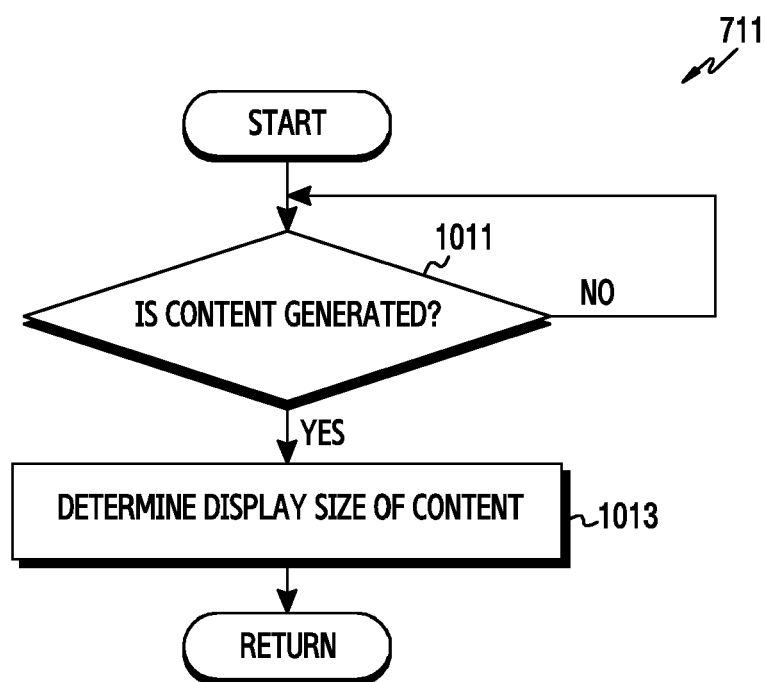 711
START
1011
IS CONTENT GENERATED?
NO
YES
DETERMINE DISPLAY SIZE OF CONTENT
1013
RETURN